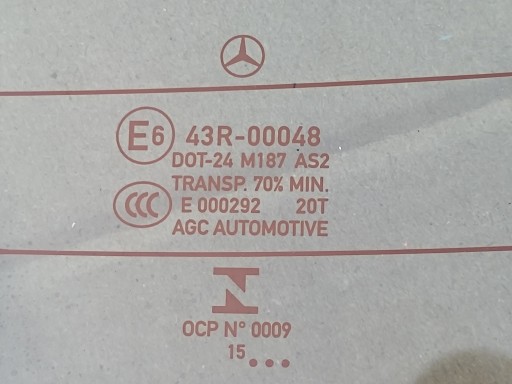 E6 43R-00048
DOT-24 M187 AS2
TRANSP. 70% MIN.
CCC E 000292 20T
AGC AUTOMOTIVE
OCP N° 0009
15...